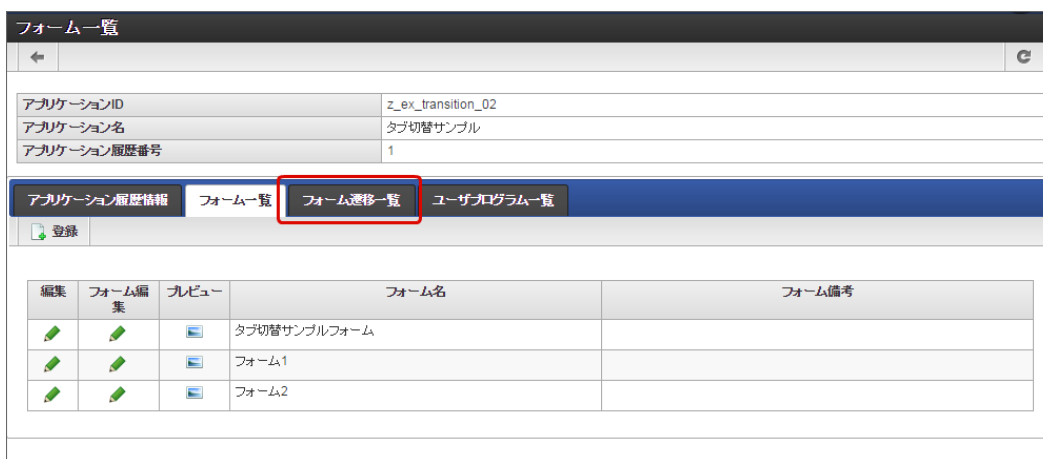 フォーム一覧
アプリケーションID z_ex_transition_02
アプリケーション名 タブ切替サンプル
アプリケーション履歴番号 1
アプリケーション履歴情報 フォーム一覧 フォーム遷移一覧 ユーザプログラム一覧
登録
編集 フォーム編集 プレビュー フォーム名 フォーム備考
タブ切替サンプルフォーム
フォーム1
フォーム2